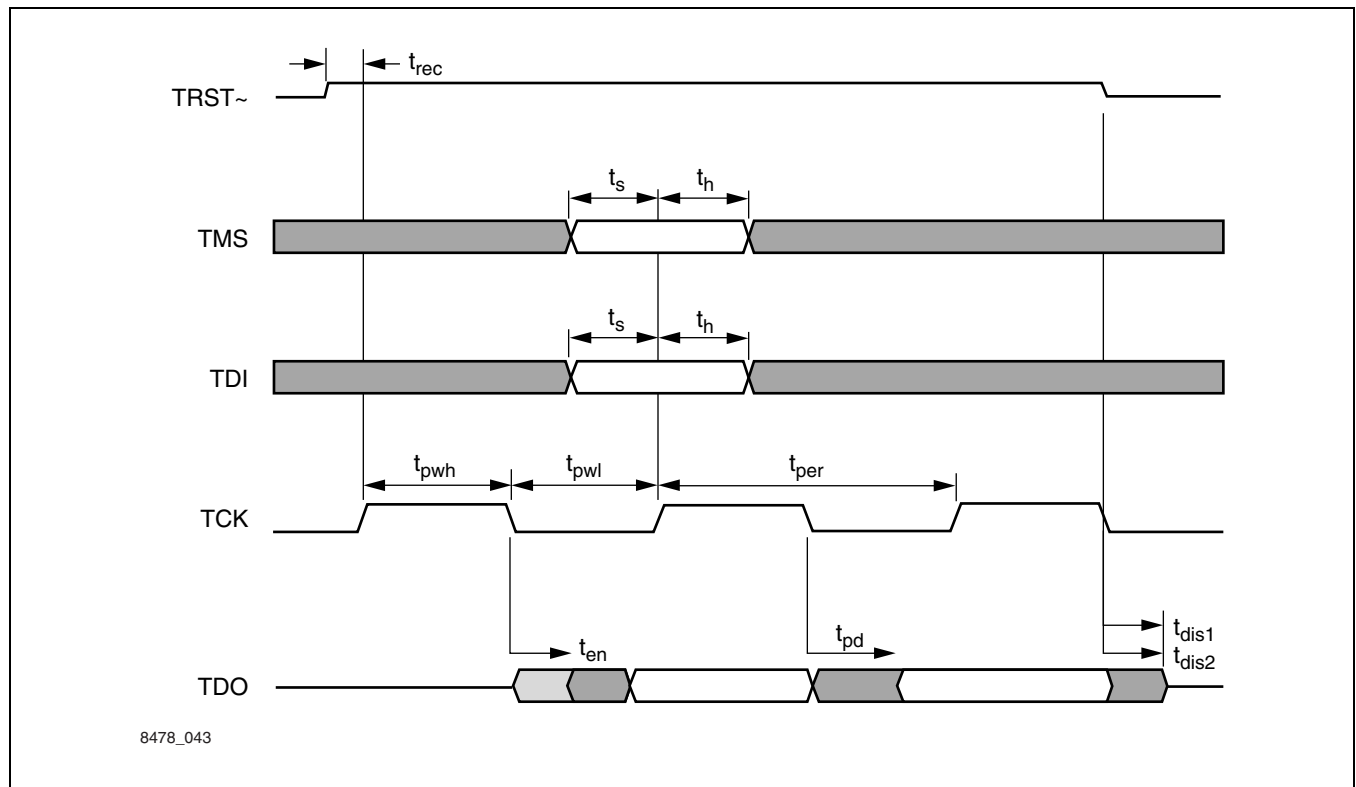 t_rec
TRST~
t_s t_h
TMS
t_s t_h
TDI
t_pwh t_pwl t_per
TCK
t_dis1
t_en t_pd
t_dis2
TDO
8478_043